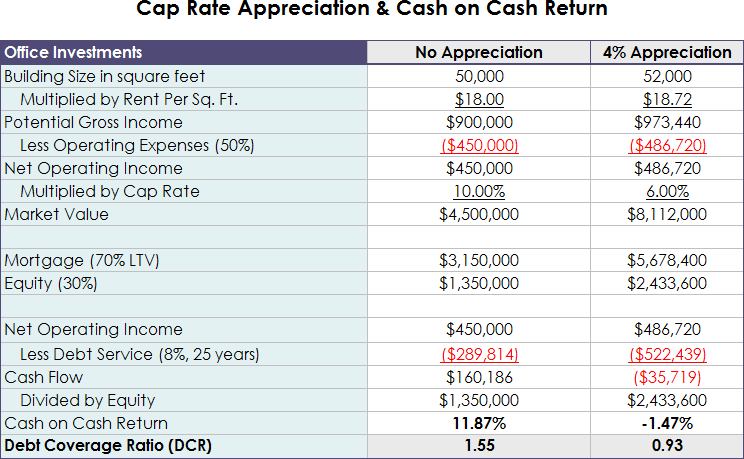 Cap Rate Appreciation & Cash on Cash Return
Office Investments No Appreciation 4% Appreciation
Building Size in square feet 50,000 52,000
Multiplied by Rent Per Sq. Ft. $18.00 $18.72
Potential Gross Income $900,000 $973,440
Less Operating Expenses (50%) ($450,000) ($486,720)
Net Operating Income $450,000 $486,720
Multiplied by Cap Rate 10.00% 6.00%
Market Value $4,500,000 $8,112,000
Mortgage (70% LTV) $3,150,000 $5,678,400
Equity (30%) $1,350,000 $2,433,600
Net Operating Income $450,000 $486,720
Less Debt Service (8%, 25 years) ($289,814) ($522,439)
Cash Flow $160,186 ($35,719)
Divided by Equity $1,350,000 $2,433,600
Cash on Cash Return 11.87% -1.47%
Debt Coverage Ratio (DCR) 1.55 0.93